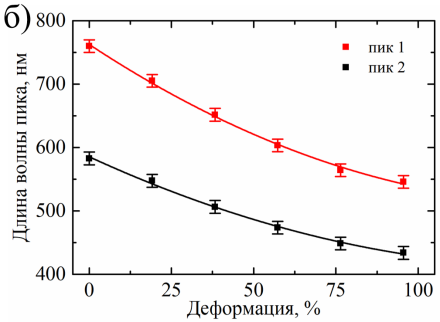 б)
800
700
600
500
400
Длина волны пика, нм
пик 1
пик 2
0 25 50 75 100
Деформация, %